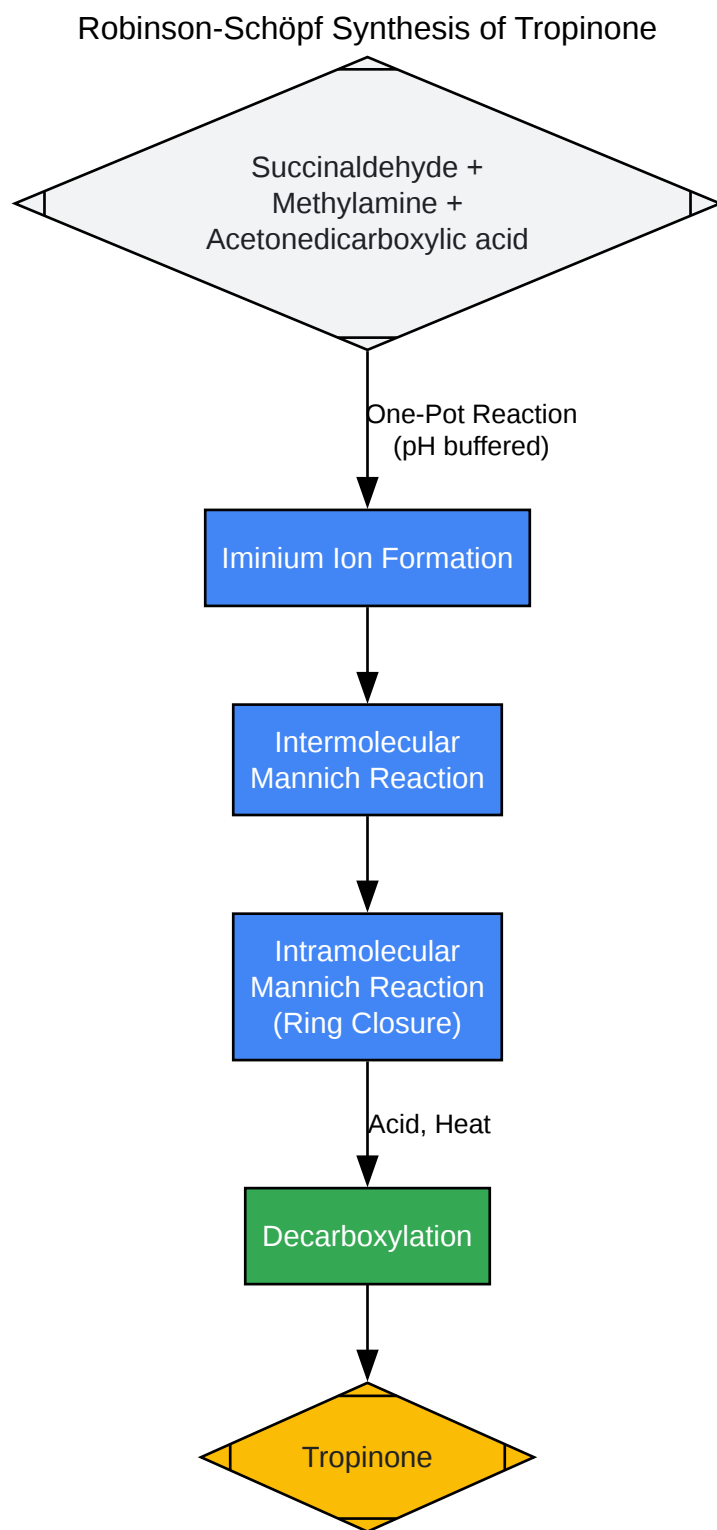 Robinson-Schöpf Synthesis of Tropinone
Succinaldehyde +
Methylamine +
Acetonedicarboxylic acid
One-Pot Reaction
(pH buffered)
Iminium Ion Formation
Intermolecular
Mannich Reaction
Intramolecular
Mannich Reaction
(Ring Closure)
Acid, Heat
Decarboxylation
Tropinone